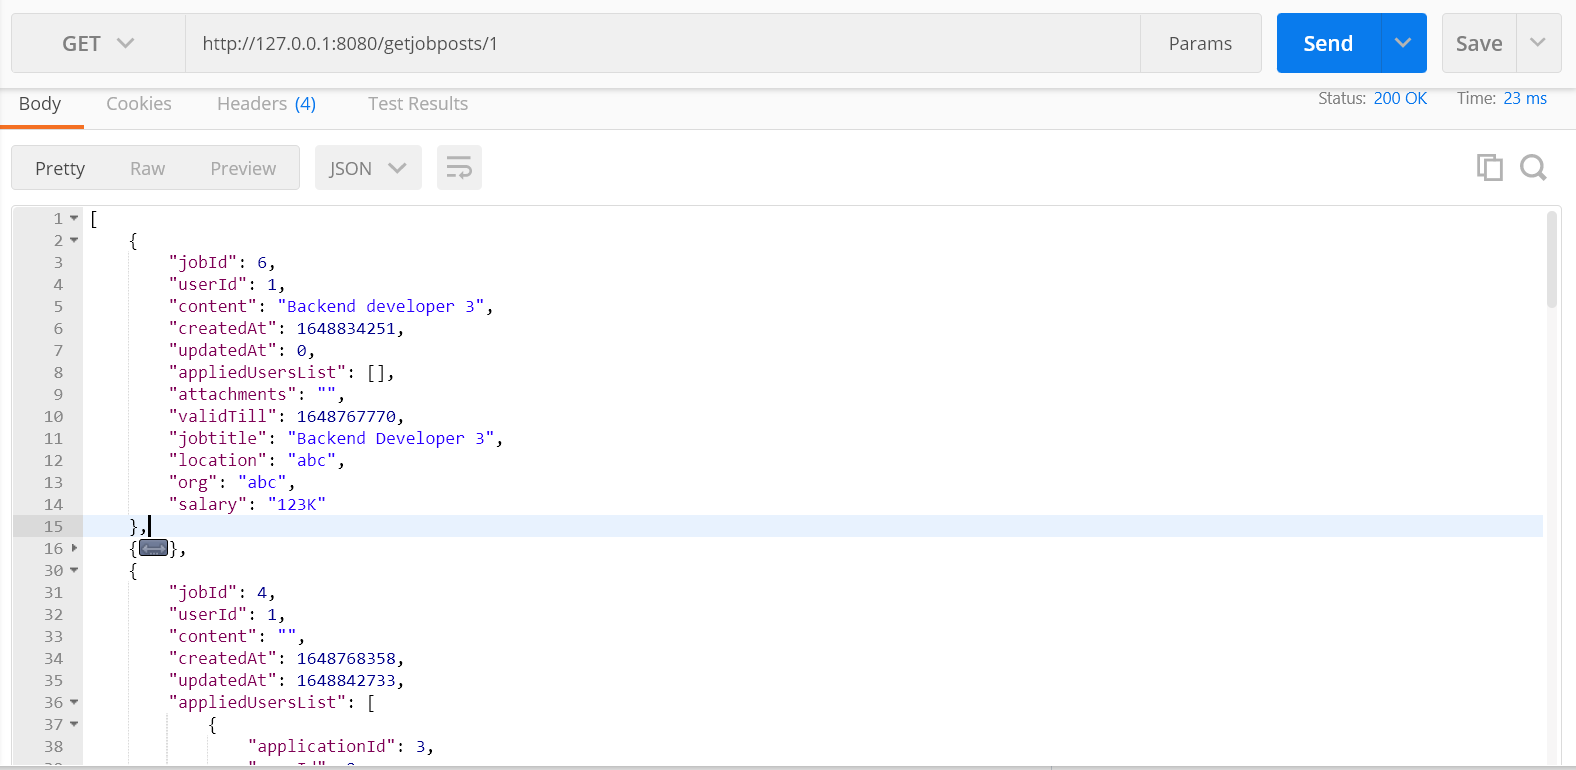 GET http://127.0.0.1:8080/getjobposts/1 Params Send Save
Body Cookies Headers (4) Test Results Status: 200 OK Time: 23 ms
Pretty Raw Preview JSON
1 [
2 {
3 "jobId": 6,
4 "userId": 1,
5 "content": "Backend developer 3",
6 "createdAt": 1648834251,
7 "updatedAt": 0,
8 "appliedUsersList": [],
9 "attachments": "",
10 "validTill": 1648767770,
11 "jobtitle": "Backend Developer 3",
12 "location": "abc",
13 "org": "abc",
14 "salary": "123K"
15 },
16 {},
30 {
31 "jobId": 4,
32 "userId": 1,
33 "content": "",
34 "createdAt": 1648768358,
35 "updatedAt": 1648842733,
36 "appliedUsersList": [
37 {
38 "applicationId": 3,